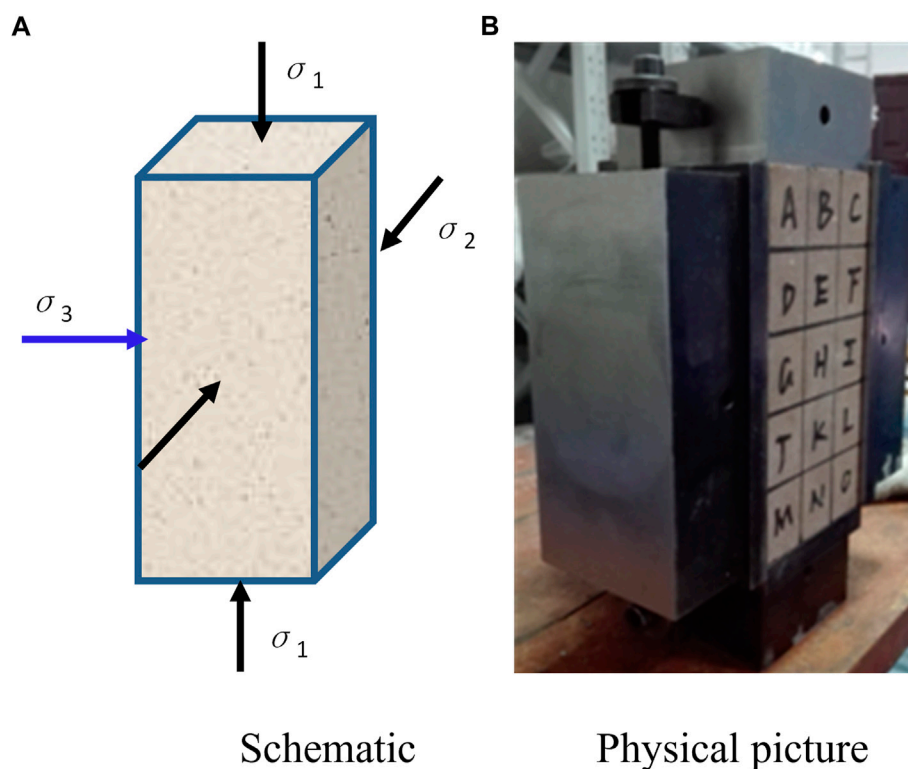 A
B
σ 1
σ 2
σ 3
σ 1
A B C
D E F
G H I
J K L
M N O
Schematic
Physical picture